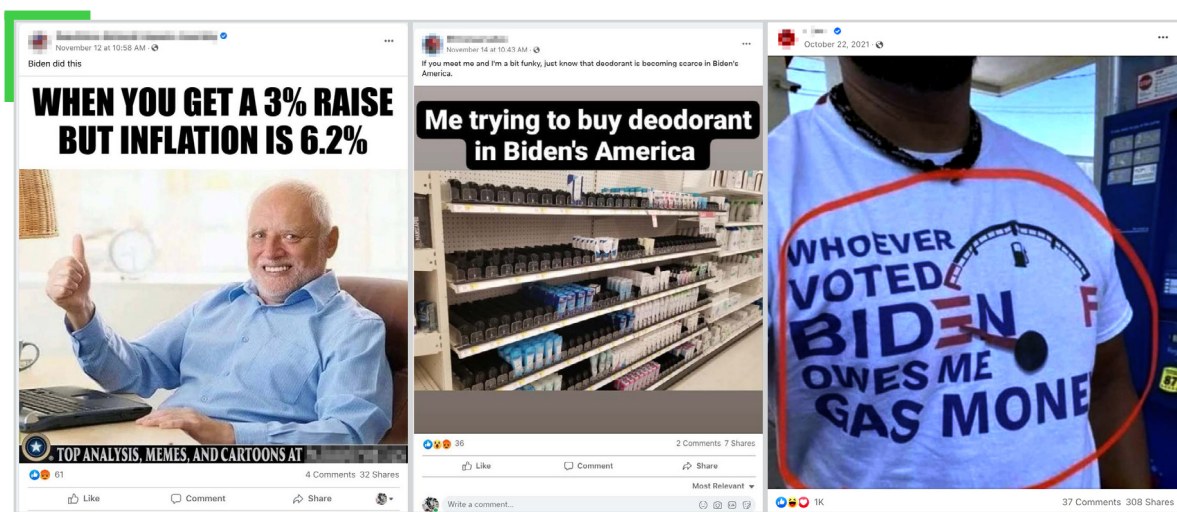 November 12 at 10:58 AM ·
Biden did this
WHEN YOU GET A 3% RAISE
BUT INFLATION IS 6.2%
TOP ANALYSIS, MEMES, AND CARTOONS AT
61
4 Comments 32 Shares
Like Comment Share
November 14 at 10:43 AM ·
If you meet me and I'm a bit funky, just know that deodorant is becoming scarce in Biden's
America.
Me trying to buy deodorant
in Biden's America
36
2 Comments 7 Shares
Like Comment Share
Most Relevant
Write a comment...
GIF
October 22, 2021 ·
STOP
WHOEVER
VOTED
BIDEN
OWES ME
GAS MONE
F
87
1K
37 Comments 308 Shares